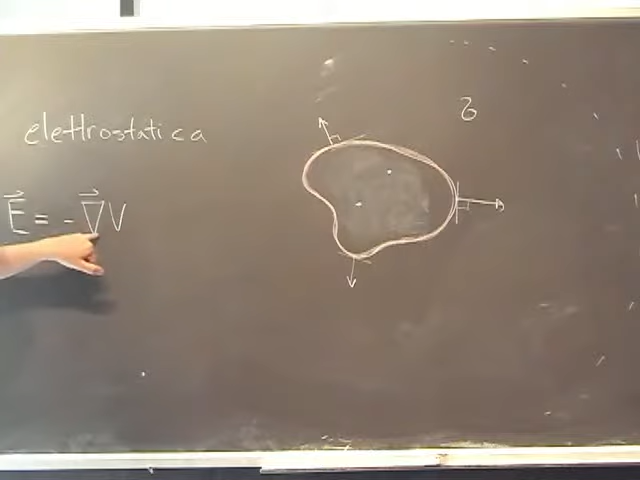 elettrostatica
E⃗ = - ∇⃗ V